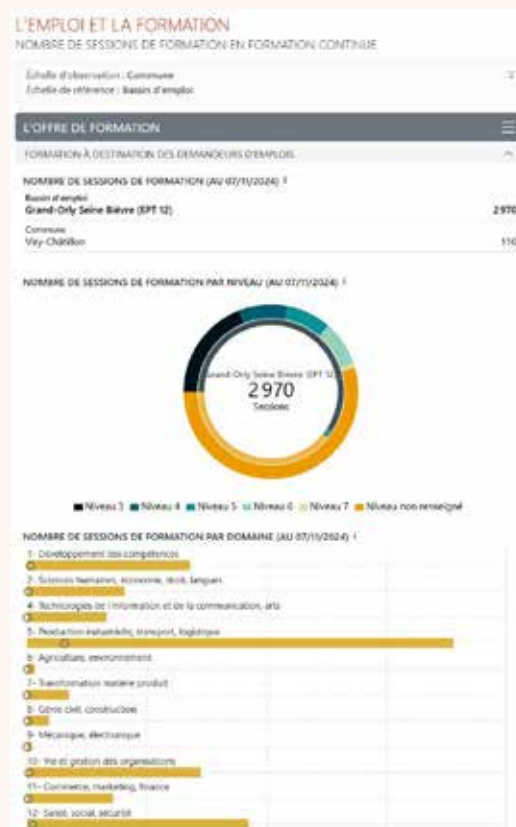 L'EMPLOI ET LA FORMATION
NOMBRE DE SESSIONS DE FORMATION EN FORMATION CONTINUE
Échelle d'observation : Commune
Échelle de référence : Bassin d'emploi
L'OFFRE DE FORMATION
FORMATION À DESTINATION DES DEMANDEURS D'EMPLOIS
NOMBRE DE SESSIONS DE FORMATION (AU 07/11/2024)
Bassin d'emploi
Grand-Orly Seine Bièvre (EPT 12) 2 970
Commune
Viry-Châtillon 110
NOMBRE DE SESSIONS DE FORMATION PAR NIVEAU (AU 07/11/2024)
Grand-Orly Seine Bièvre (EPT 12)
2 970
Sessions
Niveau 3 Niveau 4 Niveau 5 Niveau 6 Niveau 7 Niveau non renseigné
NOMBRE DE SESSIONS DE FORMATION PAR DOMAINE (AU 07/11/2024)
1- Développement des compétences
2- Sciences humaines, économie, droit, langues
4- Technologies de l'information et de la communication, arts
5- Production industrielle, transport, logistique
6- Agriculture, environnement
7- Transformation matière produit
8- Génie civil, construction
9- Mécanique, électronique
10- Vie et gestion des organisations
11- Commerce, marketing, finance
12- Santé, social, sécurité